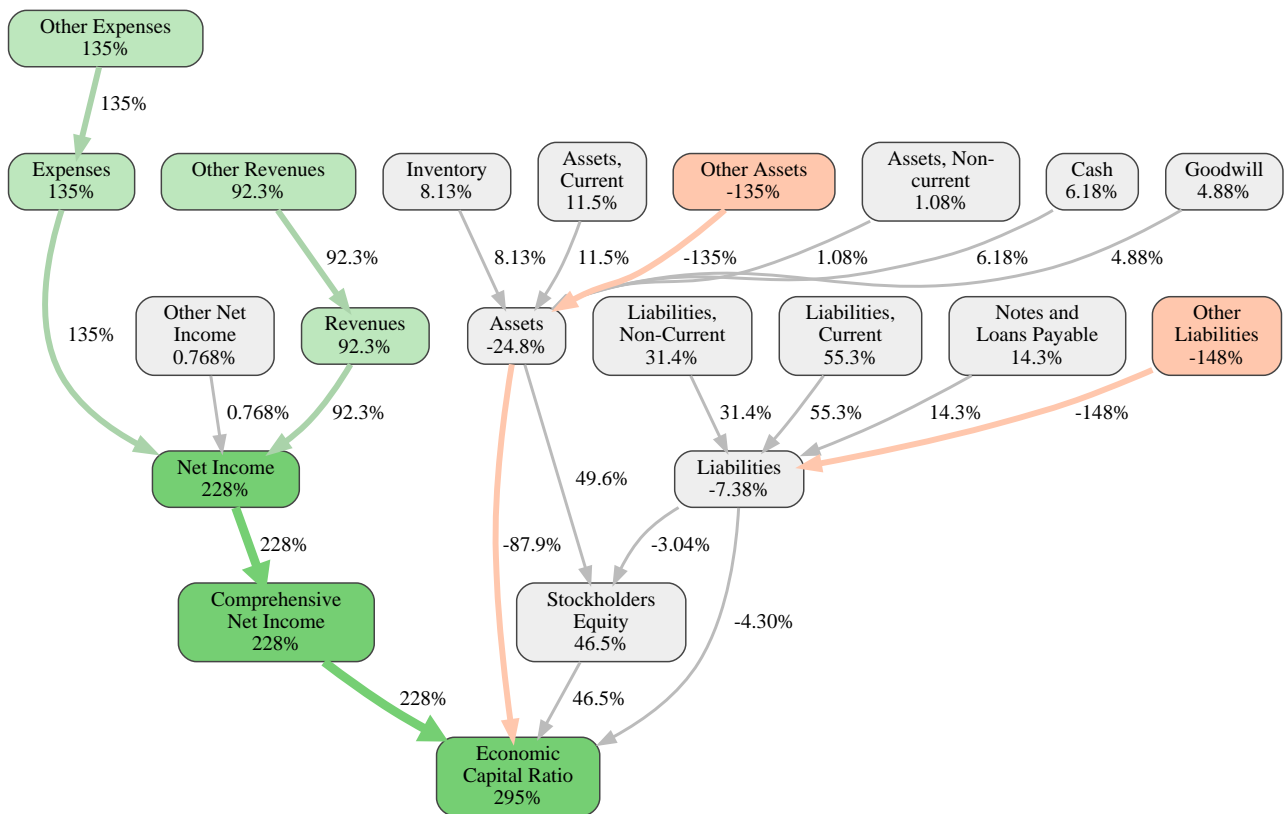 Other Expenses
135%
135%
Expenses
135%
Other Revenues
92.3%
Inventory
8.13%
Assets,
Current
11.5%
Other Assets
-135%
Assets, Non-
current
1.08%
Cash
6.18%
Goodwill
4.88%
92.3%
8.13%
11.5%
-135%
1.08%
6.18%
4.88%
135%
Other Net
Income
0.768%
Revenues
92.3%
Assets
-24.8%
Liabilities,
Non-Current
31.4%
Liabilities,
Current
55.3%
Notes and
Loans Payable
14.3%
Other
Liabilities
-148%
0.768%
92.3%
31.4%
55.3%
14.3%
-148%
Net Income
228%
49.6%
Liabilities
-7.38%
228%
-87.9%
-3.04%
Comprehensive
Net Income
228%
Stockholders
Equity
46.5%
-4.30%
228%
46.5%
Economic
Capital Ratio
295%